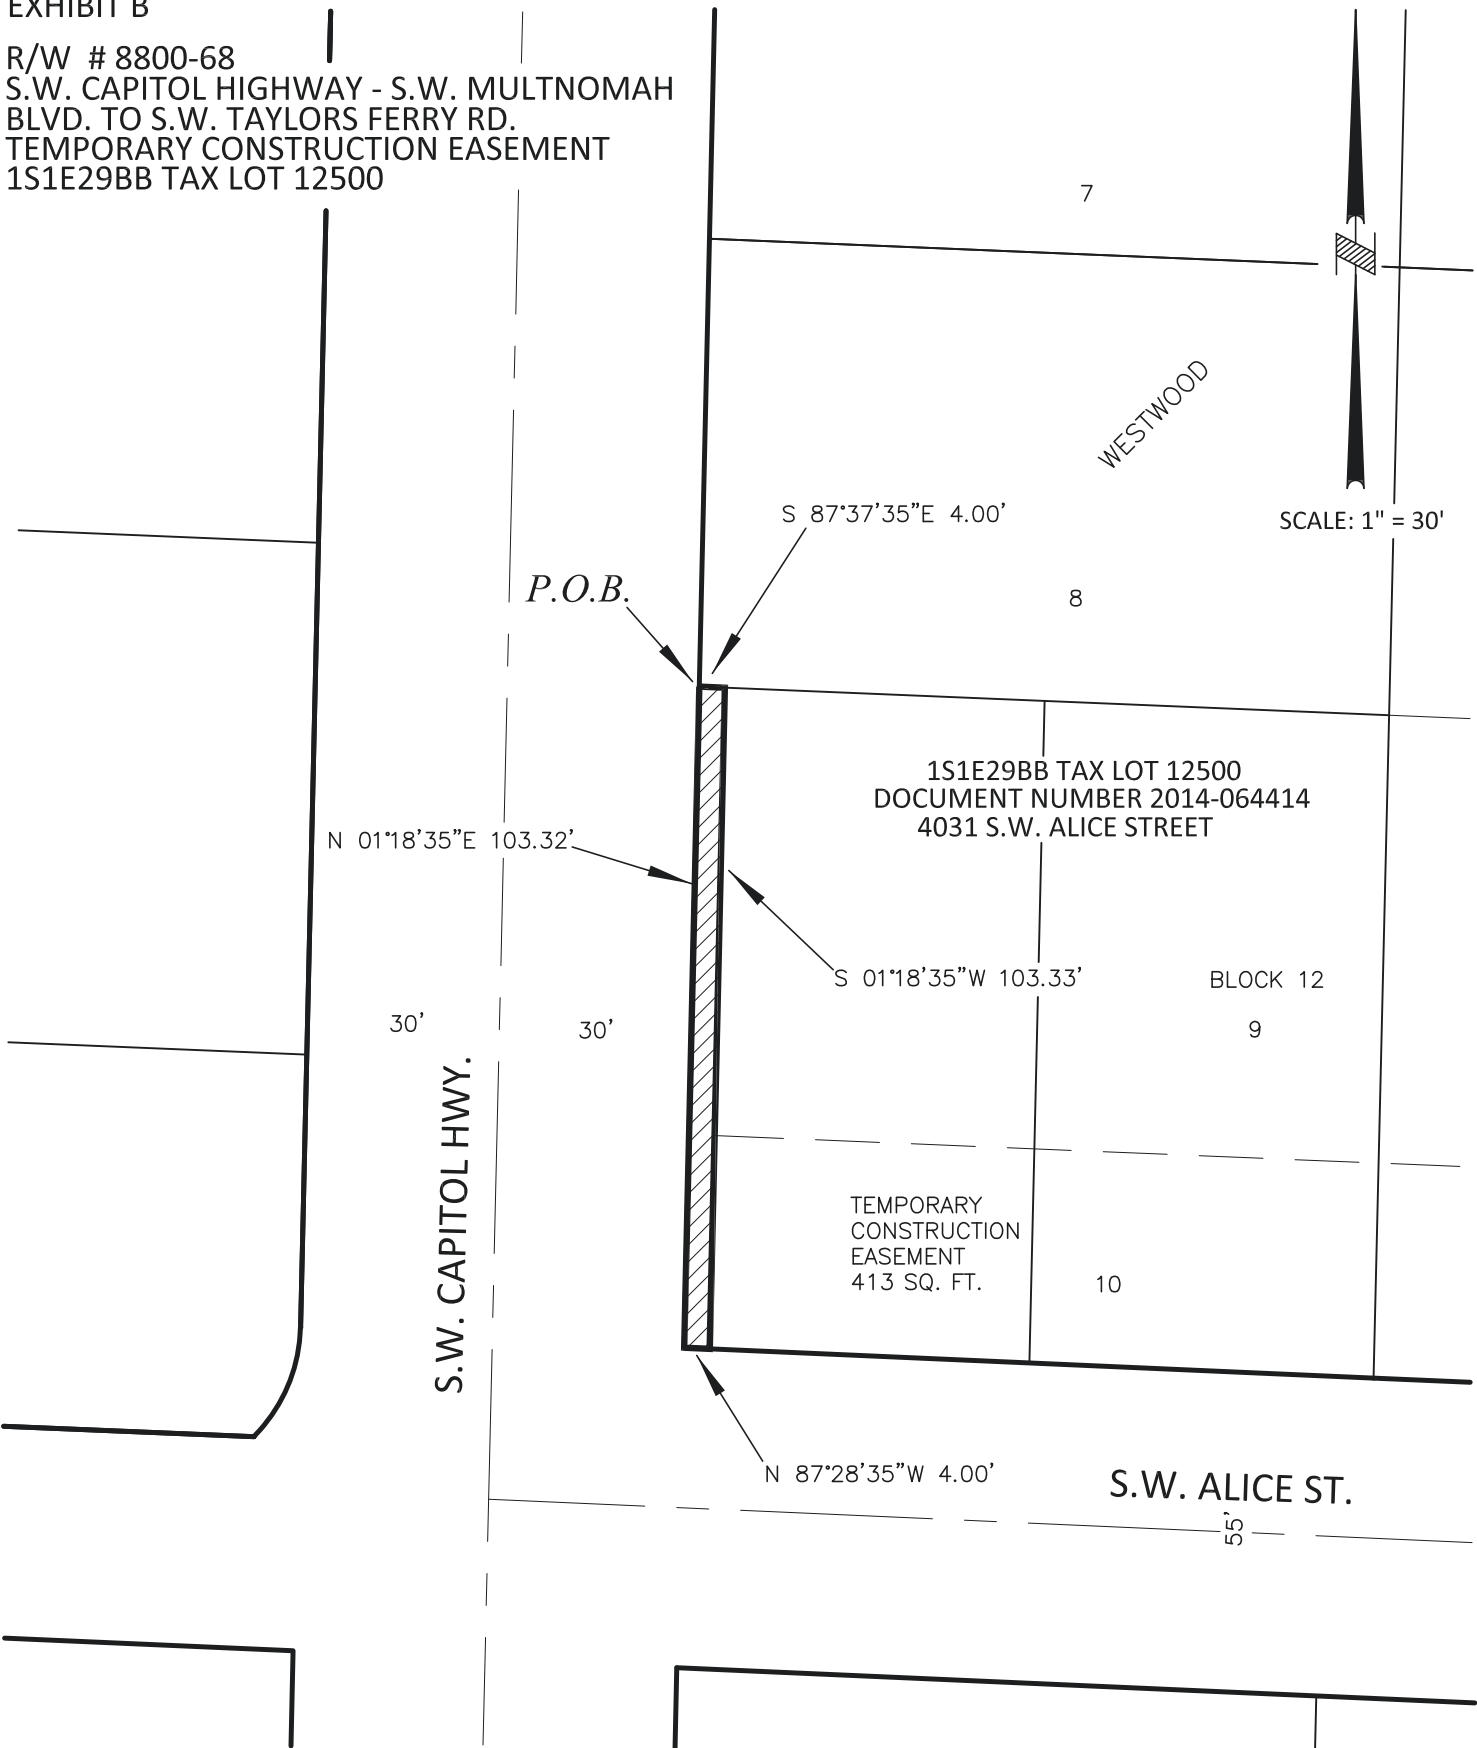 EXHIBIT B
R/W # 8800-68
S.W. CAPITOL HIGHWAY - S.W. MULTNOMAH
BLVD. TO S.W. TAYLORS FERRY RD.
TEMPORARY CONSTRUCTION EASEMENT
1S1E29BB TAX LOT 12500
7
WESTWOOD
SCALE: 1" = 30'
S 87°37'35"E 4.00'
P.O.B.
8
1S1E29BB TAX LOT 12500
DOCUMENT NUMBER 2014-064414
4031 S.W. ALICE STREET
N 01°18'35"E 103.32'
S 01°18'35"W 103.33'
BLOCK 12
9
30'
30'
S.W. CAPITOL HWY.
TEMPORARY
CONSTRUCTION
EASEMENT
413 SQ. FT.
10
N 87°28'35"W 4.00'
S.W. ALICE ST.
55'